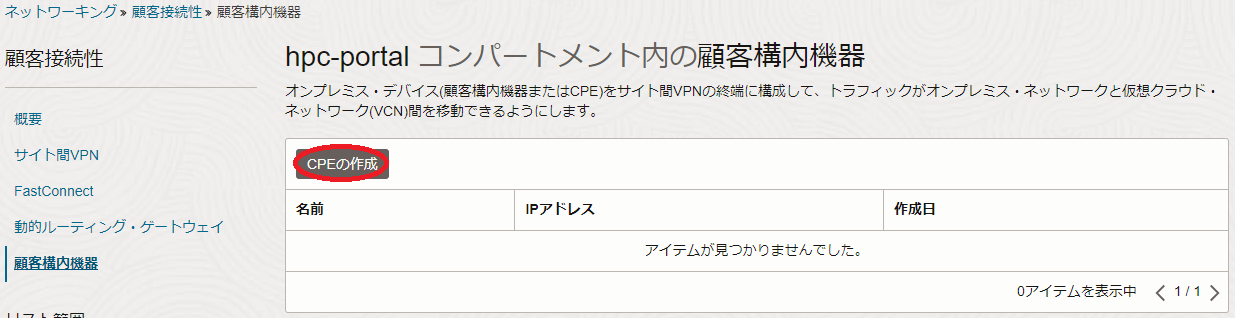 ネットワーキング » 顧客接続性 » 顧客構内機器
顧客接続性
概要
サイト間VPN
FastConnect
動的ルーティング・ゲートウェイ
顧客構内機器
リスト範囲
hpc-portal コンパートメント内の顧客構内機器
オンプレミス・デバイス(顧客構内機器またはCPE)をサイト間VPNの終端に構成して、トラフィックがオンプレミス・ネットワークと仮想クラウド・
ネットワーク(VCN)間を移動できるようにします。
CPEの作成
名前 IPアドレス 作成日
アイテムが見つかりませんでした。
0アイテムを表示中 1 / 1